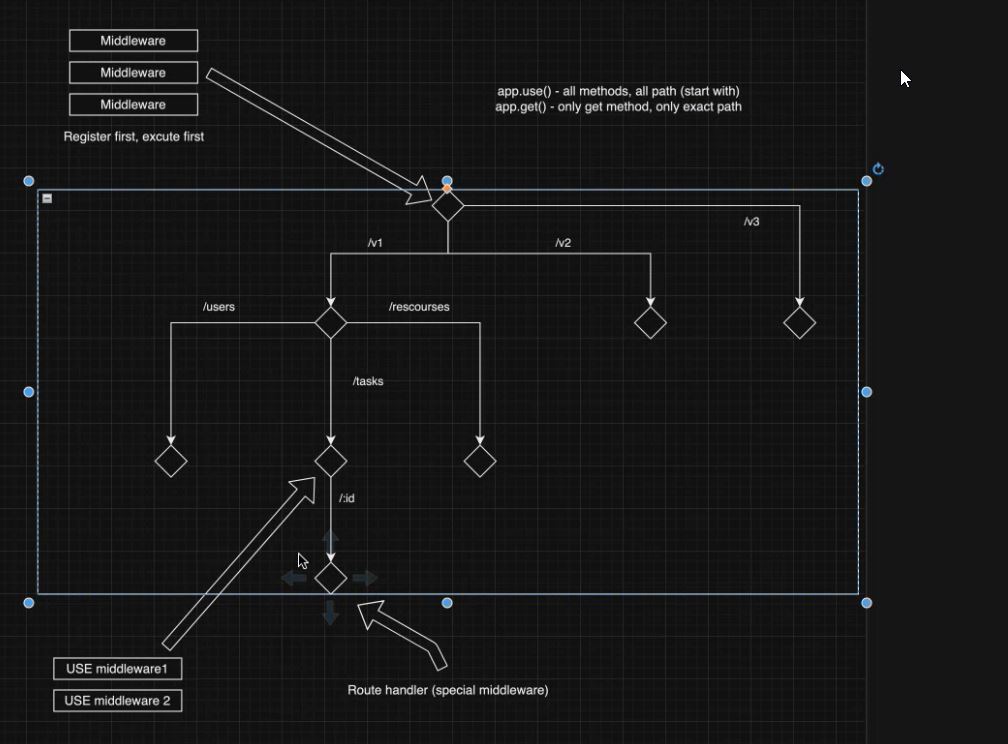 Middleware
Middleware
Middleware
Register first, excute first
app.use() - all methods, all path (start with)
app.get() - only get method, only exact path
/v3
/v1
/v2
/users
/rescourses
/tasks
/:id
USE middleware1
USE middleware 2
Route handler (special middleware)